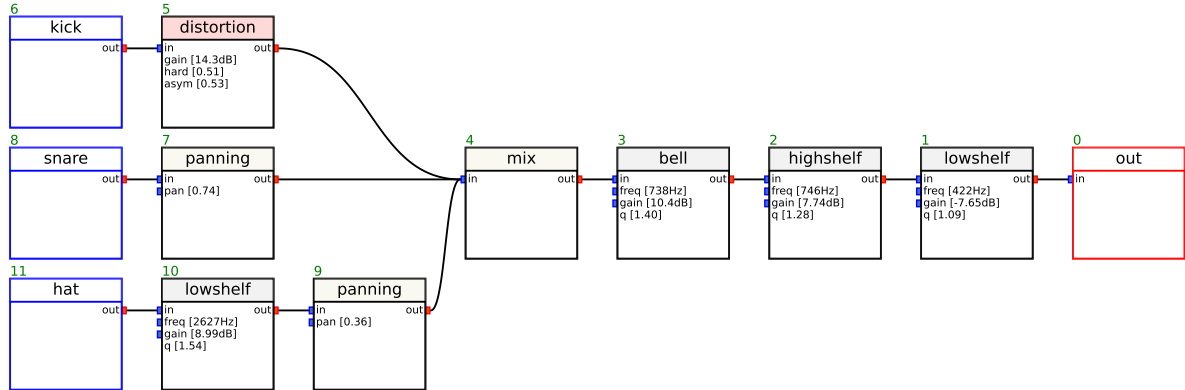 6
kick
out
5
distortion
in out
gain [14.3dB]
hard [0.51]
asym [0.53]
8
snare
out
7
panning
in out
pan [0.74]
4
mix
in out
3
bell
in out
freq [738Hz]
gain [10.4dB]
q [1.40]
2
highshelf
in out
freq [746Hz]
gain [7.74dB]
q [1.28]
1
lowshelf
in out
freq [422Hz]
gain [-7.65dB]
q [1.09]
0
out
in
11
hat
out
10
lowshelf
in out
freq [2627Hz]
gain [8.99dB]
q [1.54]
9
panning
in out
pan [0.36]